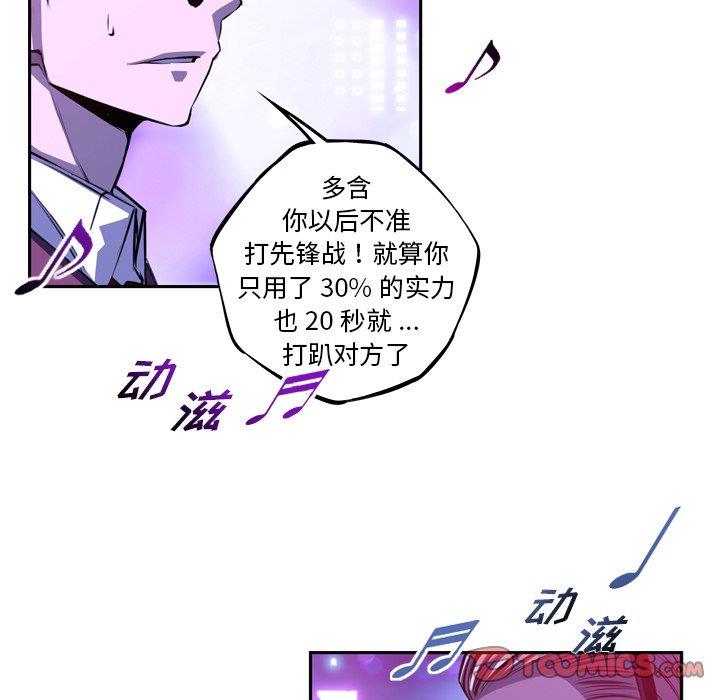 多含
你以后不准
打先锋战！就算你
只用了 30% 的实力
也 20 秒就 ...
打趴对方了
动
滋
动
滋
TCOMICS.COM